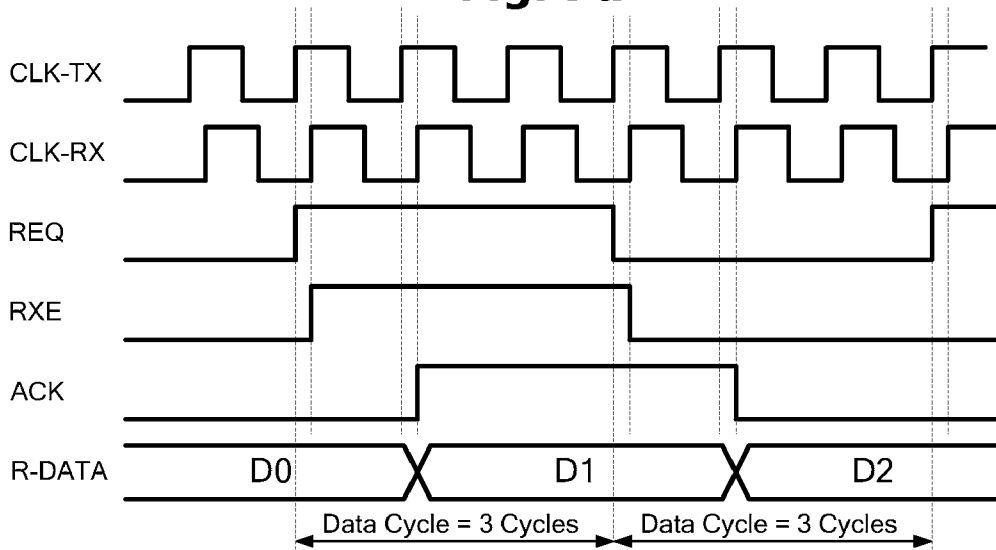 CLK-TX
CLK-RX
REQ
RXE
ACK
R-DATA D0 D1 D2
Data Cycle = 3 Cycles Data Cycle = 3 Cycles